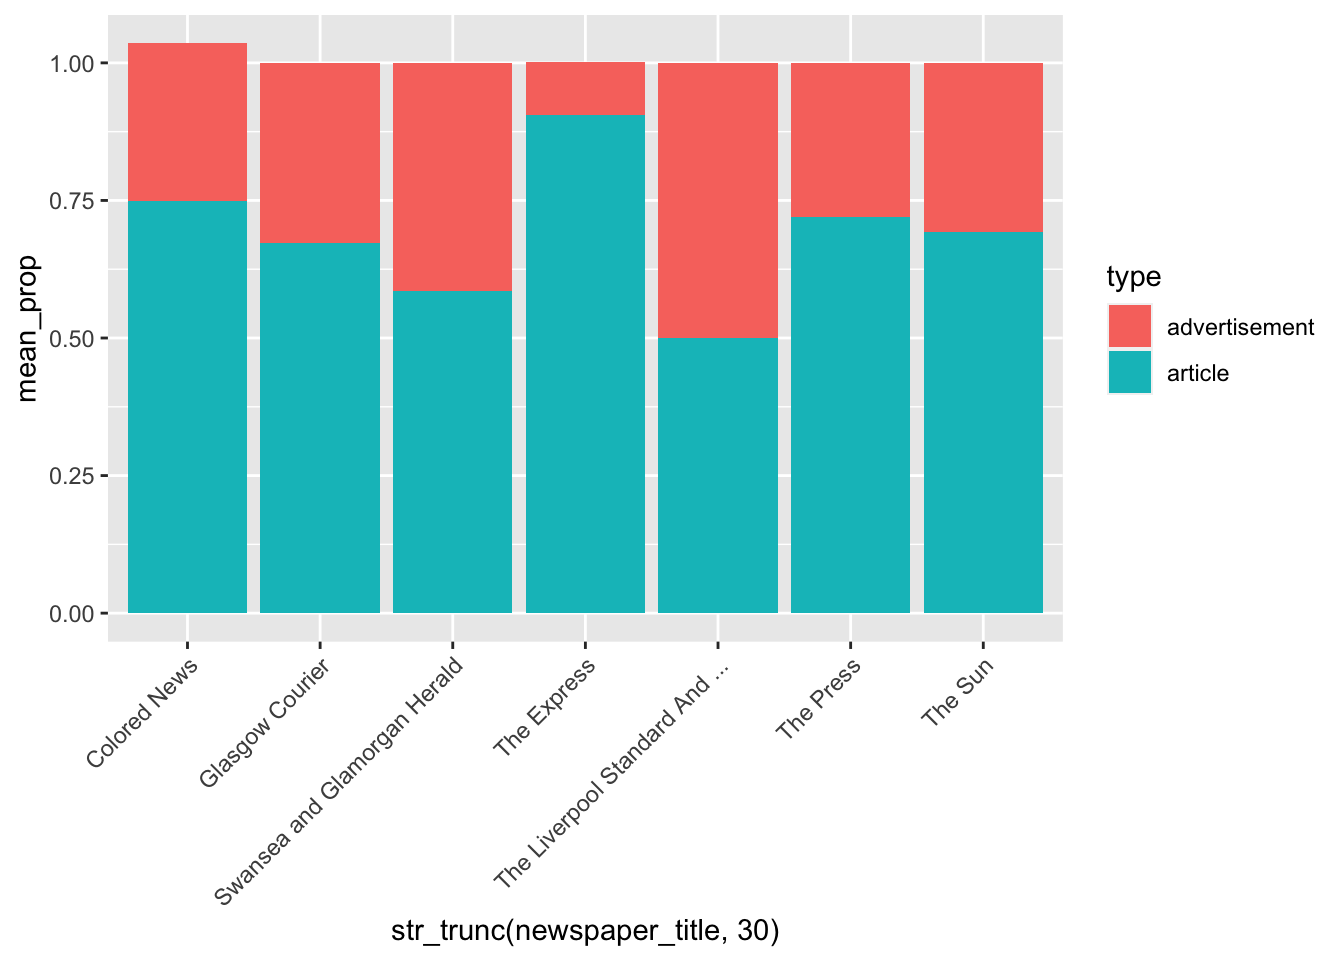 mean_prop
1.00
0.75
0.50
0.25
0.00
Colored News
Glasgow Courier
Swansea and Glamorgan Herald
The Express
The Liverpool Standard And ...
The Press
The Sun
str_trunc(newspaper_title, 30)
type
advertisement
article